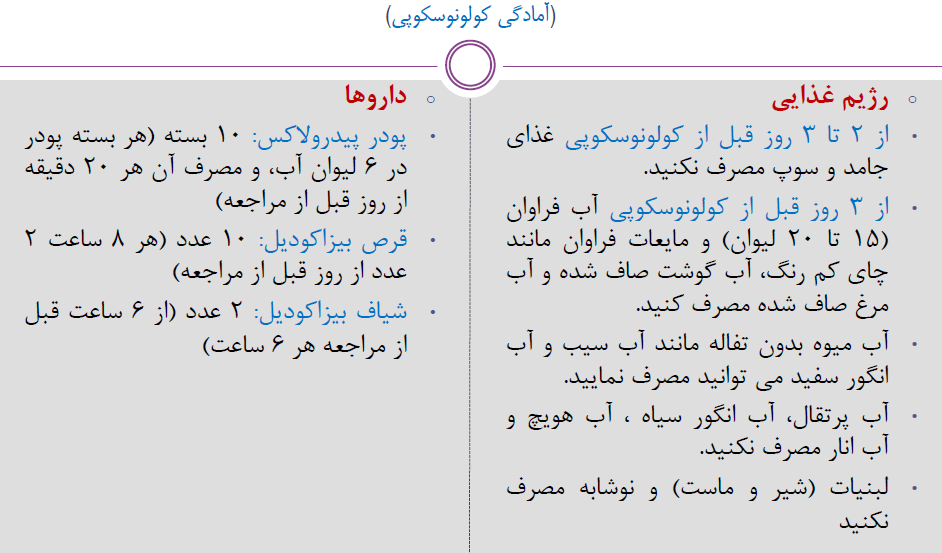 (آمادگی کولونوسکوپی)
رژیم غذایی
از ۲ تا ۳ روز قبل از کولونوسکوپی غذای
جامد و سوپ مصرف نکنید.
از ۳ روز قبل از کولونوسکوپی آب فراوان
(۱۵ تا ۲۰ لیوان) و مایعات فراوان مانند
چای کم رنگ، آب گوشت صاف شده و آب
مرغ صاف شده مصرف کنید.
آب میوه بدون تفاله مانند آب سیب و آب
انگور سفید می توانید مصرف نمایید.
آب پرتقال، آب انگور سیاه ، آب هویچ و
آب انار مصرف نکنید.
لبنیات (شیر و ماست) و نوشابه مصرف
نکنید
داروها
پودر پیدرولاکس: ۱۰ بسته (هر بسته پودر
در ۶ لیوان آب، و مصرف آن هر ۲۰ دقیقه
از روز قبل از مراجعه)
قرص بیزاکودیل: ۱۰ عدد (هر ۸ ساعت ۲
عدد از روز قبل از مراجعه)
شیاف بیزاکودیل: ۲ عدد (از ۶ ساعت قبل
از مراجعه هر ۶ ساعت)